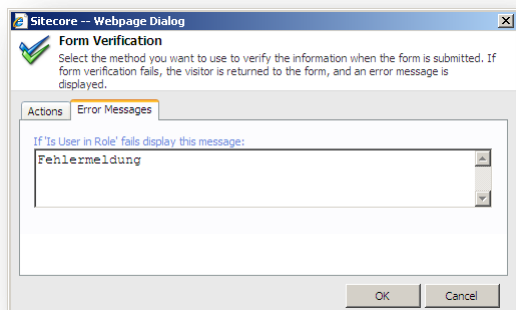 Sitecore -- Webpage Dialog
Form Verification
Select the method you want to use to verify the information when the form is submitted. If
form verification fails, the visitor is returned to the form, and an error message is
displayed.
Actions
Error Messages
If 'Is User in Role' fails display this message:
Fehlermeldung
OK
Cancel